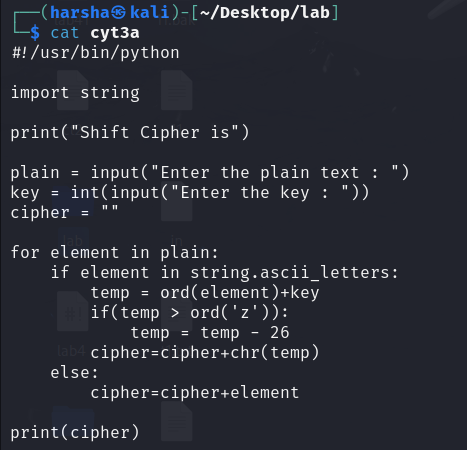 ┌──(harsha㉿kali)-[~/Desktop/lab]
└─$ cat cyt3a
#!/usr/bin/python

import string

print("Shift Cipher is")

plain = input("Enter the plain text : ")
key = int(input("Enter the key : "))
cipher = ""

for element in plain:
    if element in string.ascii_letters:
        temp = ord(element)+key
        if(temp > ord('z')):
            temp = temp - 26
        cipher=cipher+chr(temp)
    else:
        cipher=cipher+element

print(cipher)